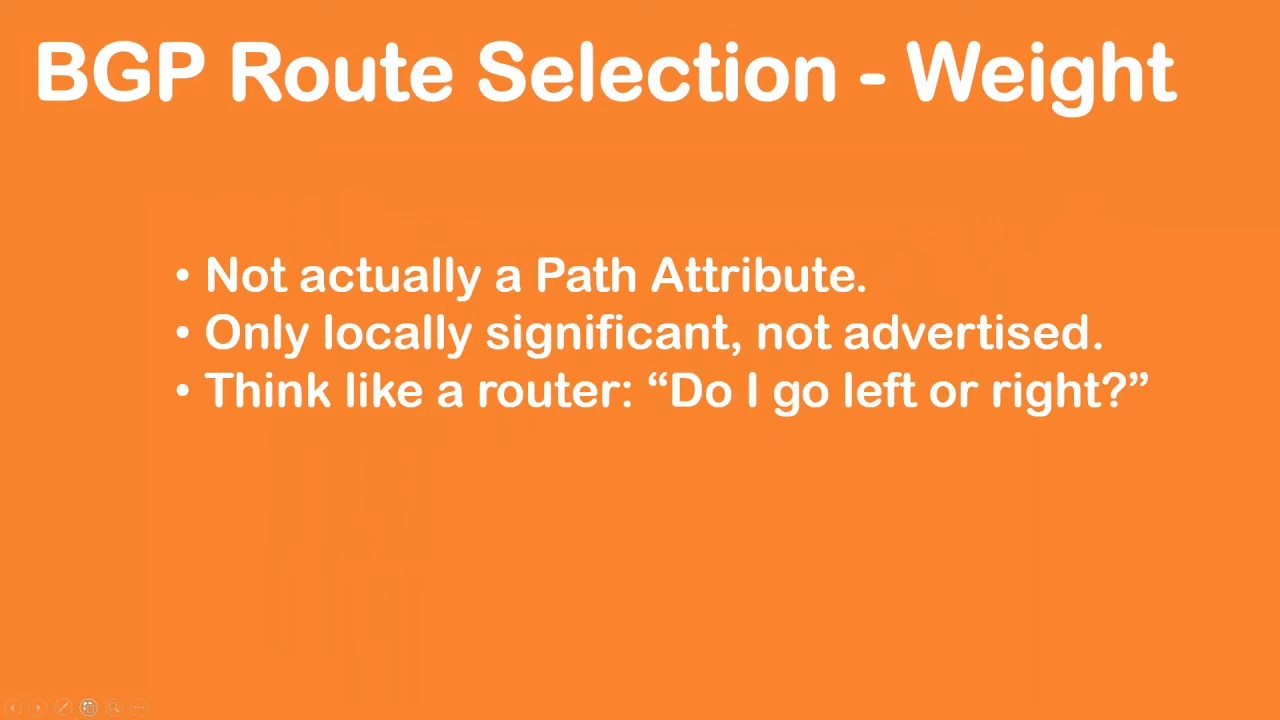 BGP Route Selection - Weight
• Not actually a Path Attribute.
• Only locally significant, not advertised.
• Think like a router: “Do I go left or right?”